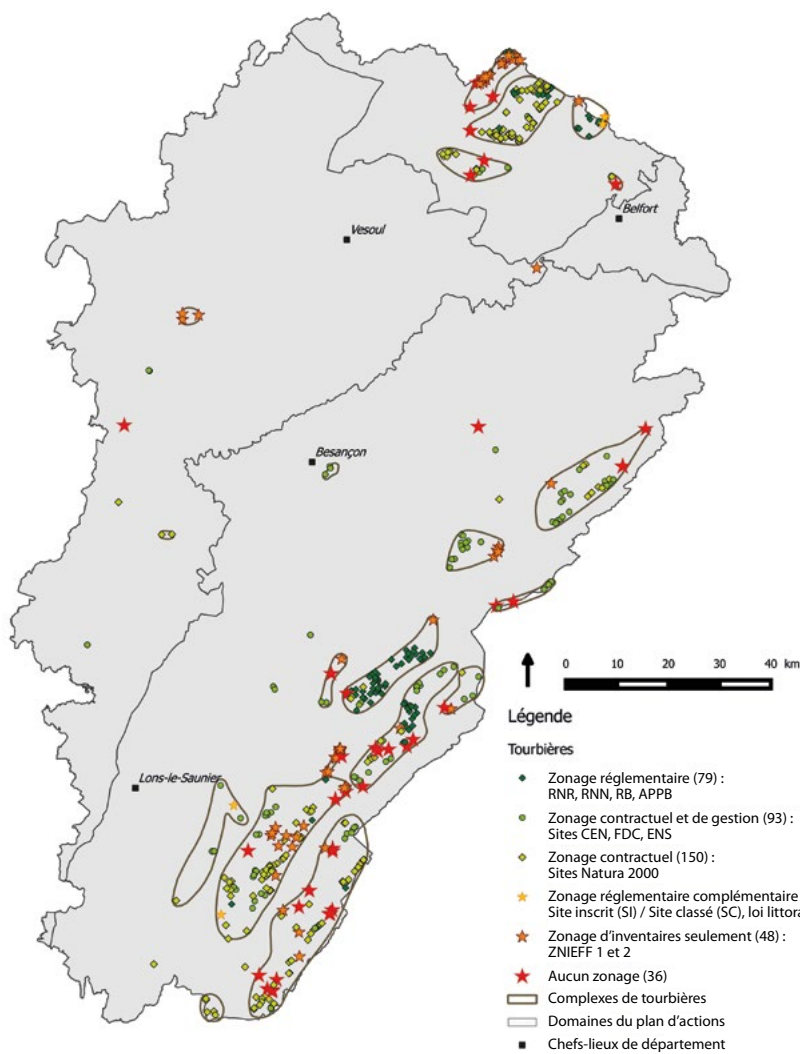 Vesoul
Belfort
Besançon
Lons-le-Saunier
0 10 20 30 40 km
Légende
Tourbières
Zonage réglementaire (79) :
RNR, RNN, RB, APPB
Zonage contractuel et de gestion (93) :
Sites CEN, FDC, ENS
Zonage contractuel (150) :
Sites Natura 2000
Zonage réglementaire complémentaire
Site inscrit (SI) / Site classé (SC), loi littora
Zonage d'inventaires seulement (48) :
ZNIEFF 1 et 2
Aucun zonage (36)
Complexes de tourbières
Domaines du plan d'actions
Chefs-lieux de département